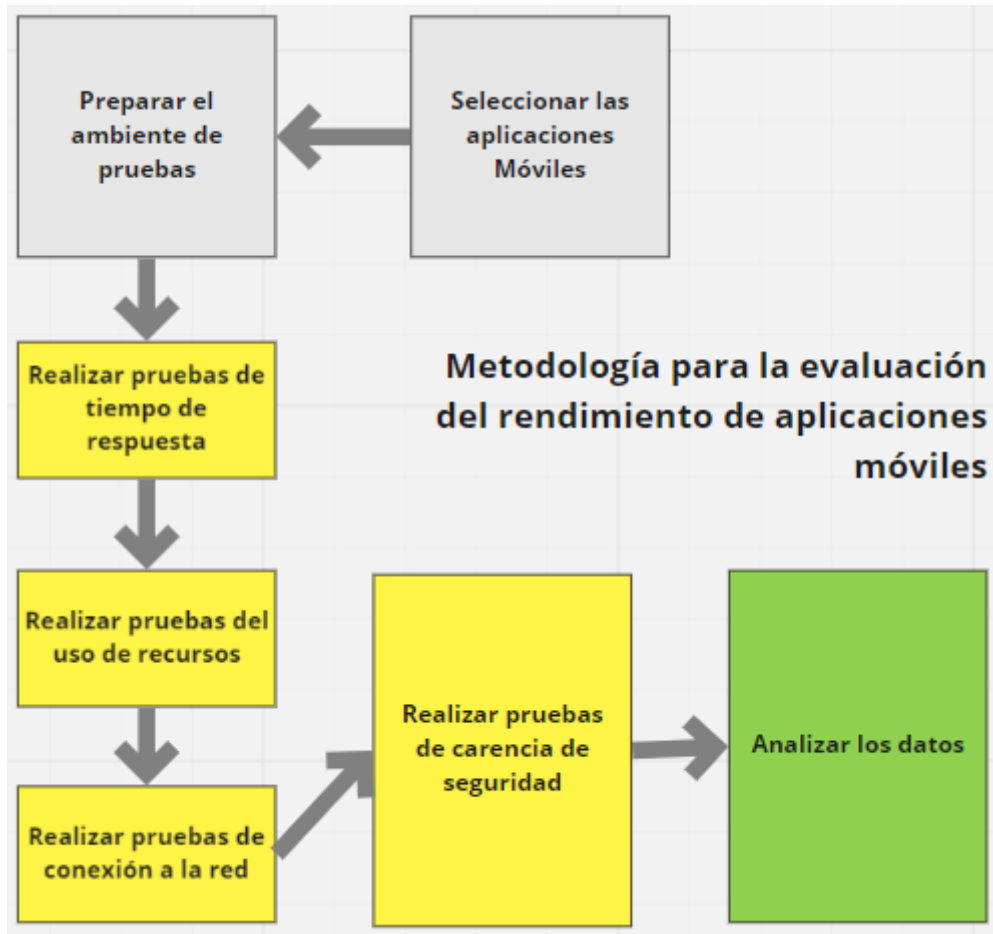 Preparar el
ambiente de
pruebas
Seleccionar las
aplicaciones
Móviles
Realizar pruebas de
tiempo de
respuesta
Metodología para la evaluación
del rendimiento de aplicaciones
móviles
Realizar pruebas del
uso de recursos
Realizar pruebas de
conexión a la red
Realizar pruebas
de carencia de
seguridad
Analizar los datos